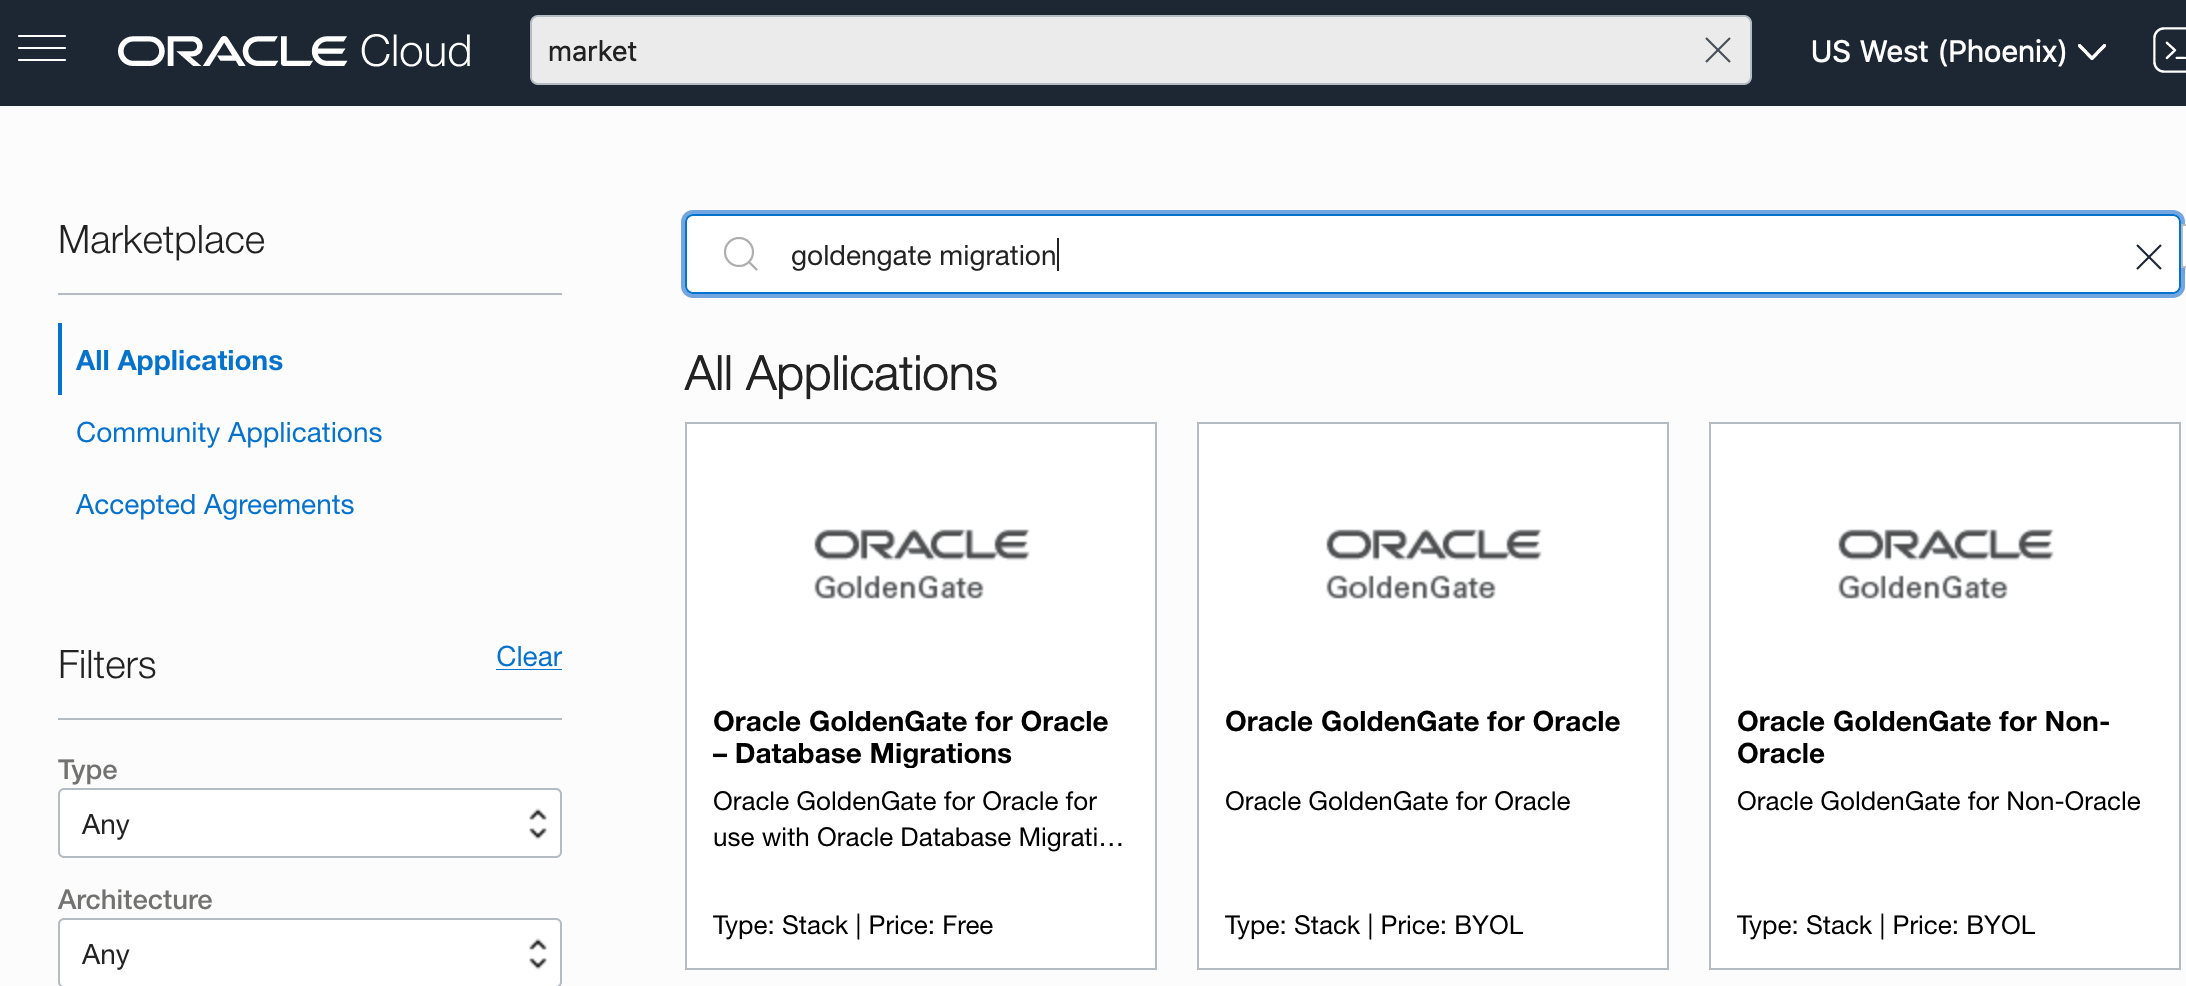 ORACLE Cloud
market
US West (Phoenix)
Marketplace
All Applications
Community Applications
Accepted Agreements
Filters
Clear
Type
Any
Architecture
Any
goldengate migration
All Applications
ORACLE
GoldenGate
Oracle GoldenGate for Oracle
– Database Migrations
Oracle GoldenGate for Oracle for
use with Oracle Database Migrati…
Type: Stack | Price: Free
ORACLE
GoldenGate
Oracle GoldenGate for Oracle
Oracle GoldenGate for Oracle
Type: Stack | Price: BYOL
ORACLE
GoldenGate
Oracle GoldenGate for Non-
Oracle
Oracle GoldenGate for Non-Oracle
Type: Stack | Price: BYOL